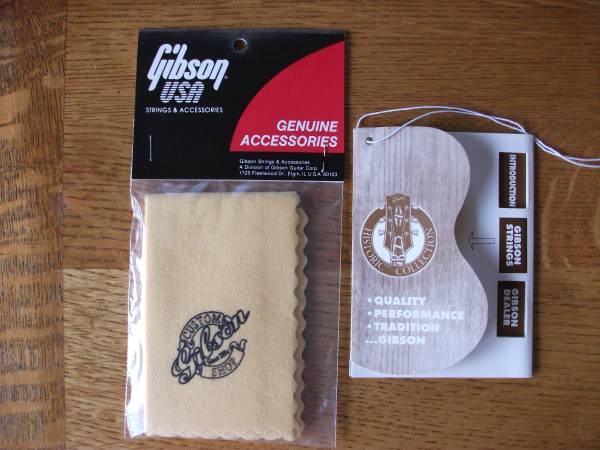 Gibson
USA
STRINGS & ACCESSORIES
GENUINE
ACCESSORIES
Gibson Strings & Accessories
A Division of Gibson Guitar Corp.
1725 Fleetwood Dr., Elgin, IL U.S.A. 60123
CUSTOM
Gibson
SHOP
Gibson
HISTORIC COLLECTION
• QUALITY
• PERFORMANCE
• TRADITION
...GIBSON
INTRODUCTION
GIBSON
STRINGS
GIBSON
DEALER